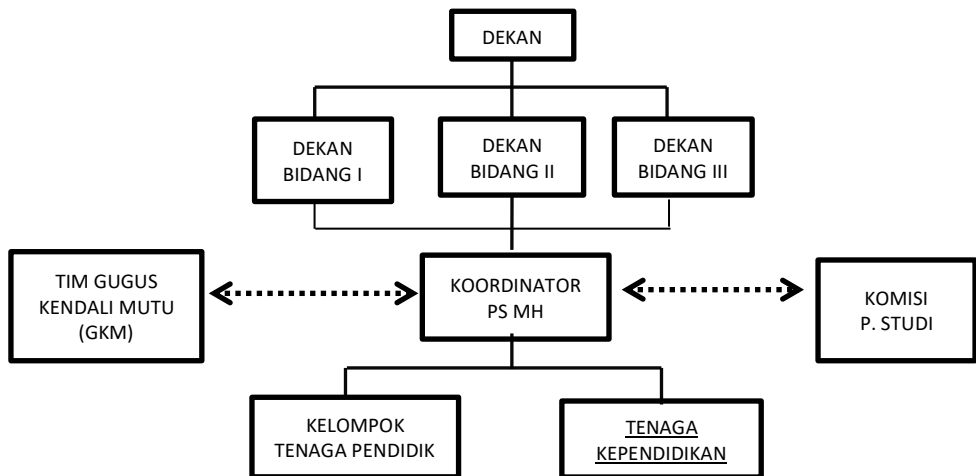 DEKAN
DEKAN
BIDANG I
DEKAN
BIDANG II
DEKAN
BIDANG III
TIM GUGUS
KENDALI MUTU
(GKM)
KOORDINATOR
PS MH
KOMISI
P. STUDI
KELOMPOK
TENAGA PENDIDIK
TENAGA
KEPENDIDIKAN